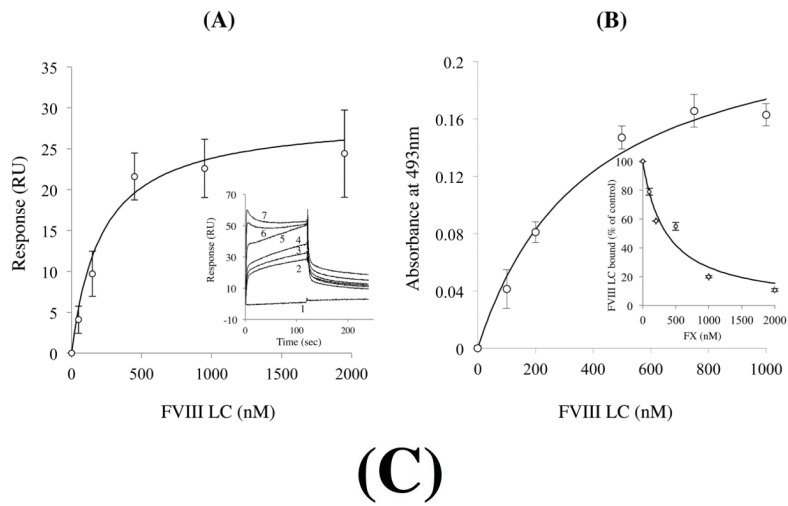 (A)
(B)
35
30
25
20
15
10
5
0
Response (RU)
0 500 1000 1500 2000
FVIII LC (nM)
70
50
30
10
-10
Response (RU)
0 100 200
Time (sec)
7
6
5
4
3
2
1
0.2
0.16
0.12
0.08
0.04
0
Absorbance at 493nm
0 200 400 600 800 1000
FVIII LC (nM)
100
80
60
40
20
0
FVIII LC bound (% of control)
0 500 1000 1500 2000
FX (nM)
(C)